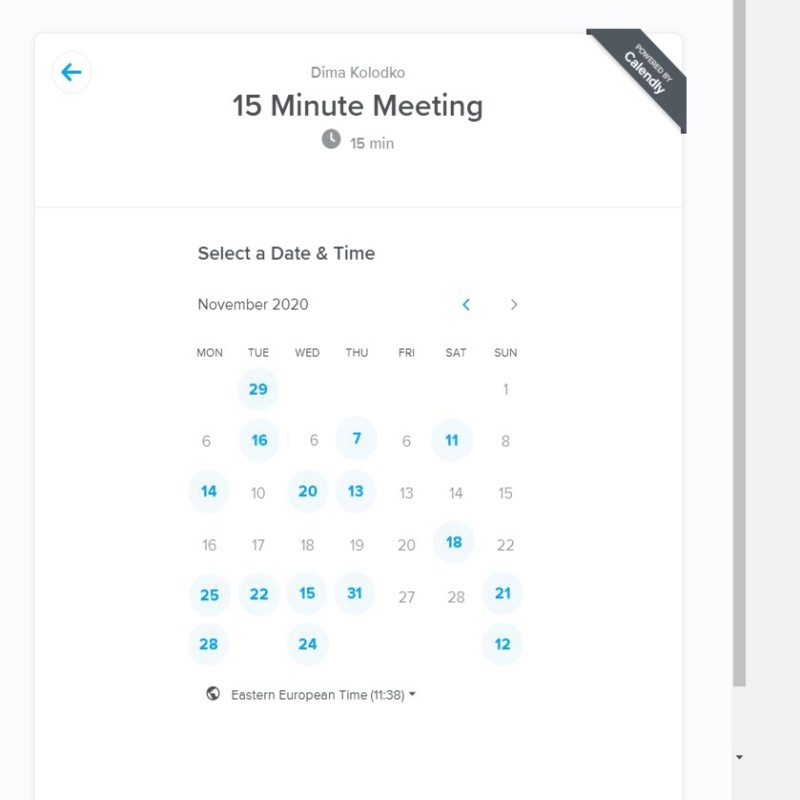 POWERED BY
Calendly
Dima Kolodko
15 Minute Meeting
15 min
Select a Date & Time
November 2020
MON TUE WED THU FRI SAT SUN
29 1
6 16 6 7 6 11 8
14 10 20 13 13 14 15
16 17 18 19 20 18 22
25 22 15 31 27 28 21
28 24 12
Eastern European Time (11:38)